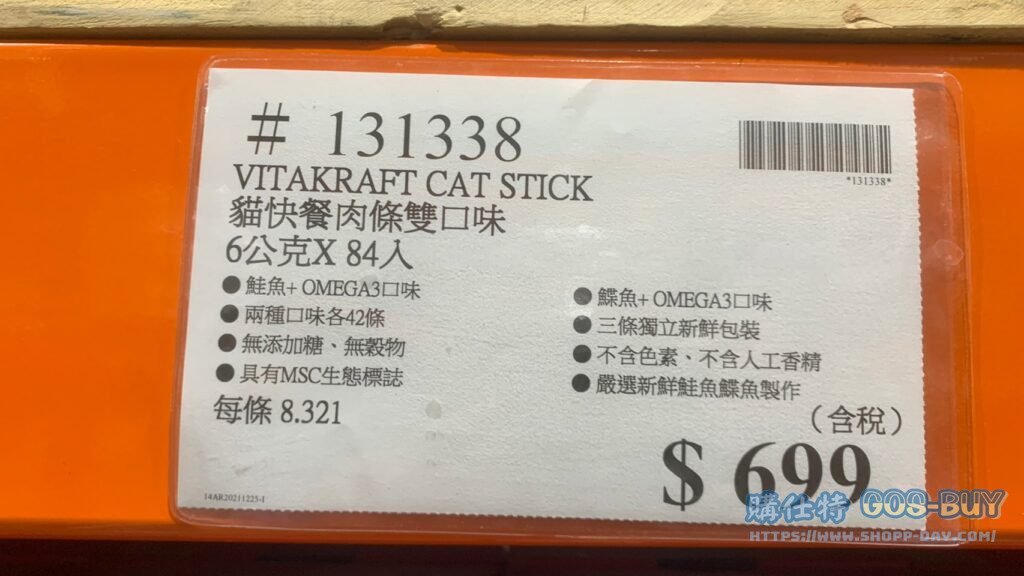 # 131338
*131338*
VITAKRAFT CAT STICK
貓快餐肉條雙口味
6公克X 84入
●鮭魚+ OMEGA3口味
●鰈魚+ OMEGA3口味
●兩種口味各42條
●三條獨立新鮮包裝
●無添加糖、無穀物
●不含色素、不含人工香精
●具有MSC生態標誌
●嚴選新鮮鮭魚鰈魚製作
每條 8.321
(含稅)
$ 699
14AR20211225-1
購仕特 GOS-BUY
HTTPS://WWW.SHOPP-DAY.COM/